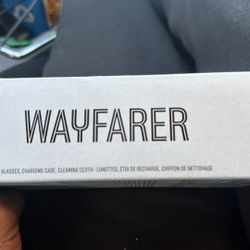 WAYFARER
GLASSES, CHARGING CASE, CLEANING CLOTH · LUNETTES, ÉTUI DE RECHARGE, CHIFFON DE NETTOYAGE